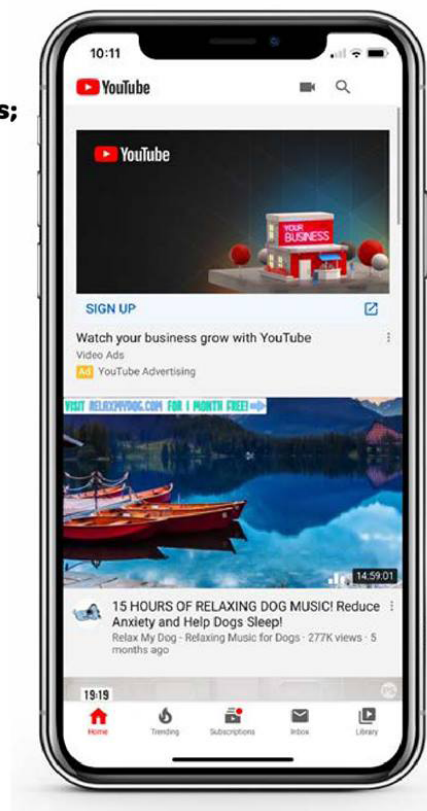 s;
10:11
YouTube
YouTube
YOUR
BUSINESS
SIGN UP
Watch your business grow with YouTube
Video Ads
Ad YouTube Advertising
VISIT RELAXMYDOG.COM FOR 1 MONTH FREE!
14:59:01
15 HOURS OF RELAXING DOG MUSIC! Reduce
Anxiety and Help Dogs Sleep!
Relax My Dog - Relaxing Music for Dogs · 277K views · 5
months ago
19:19
Home
Trending
Subscriptions
Inbox
Library